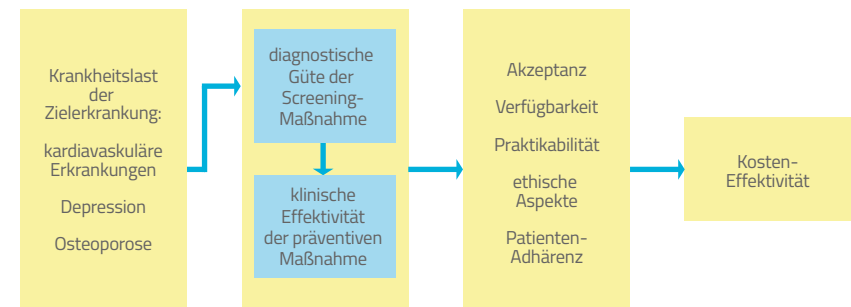 Krankheitslast
der
Zielerkrankung:
kardiavaskuläre
Erkrankungen
Depression
Osteoporose
diagnostische
Güte der
Screening-
Maßnahme
klinische
Effektivität
der präventiven
Maßnahme
Akzeptanz
Verfügbarkeit
Praktikabilität
ethische
Aspekte
Patienten-
Adhärenz
Kosten-
Effektivität